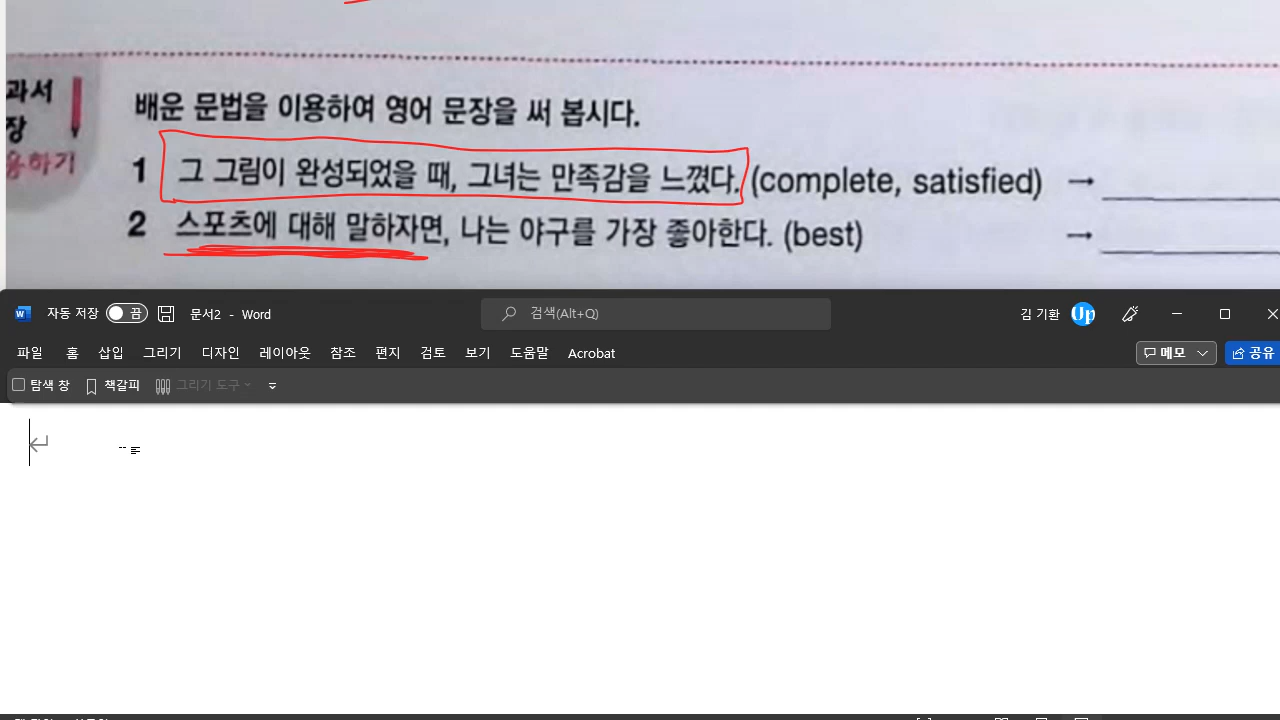 과서
장
용하기
배운 문법을 이용하여 영어 문장을 써 봅시다.
1 그 그림이 완성되었을 때, 그녀는 만족감을 느꼈다. (complete, satisfied) →
2 스포츠에 대해 말하자면, 나는 야구를 가장 좋아한다. (best) →
자동 저장 끔 문서2 - Word 검색(Alt+Q) 김 기환 Up
파일 홈 삽입 그리기 디자인 레이아웃 참조 편지 검토 보기 도움말 Acrobat 메모 공유
탐색 창 책갈피 그리기 도구